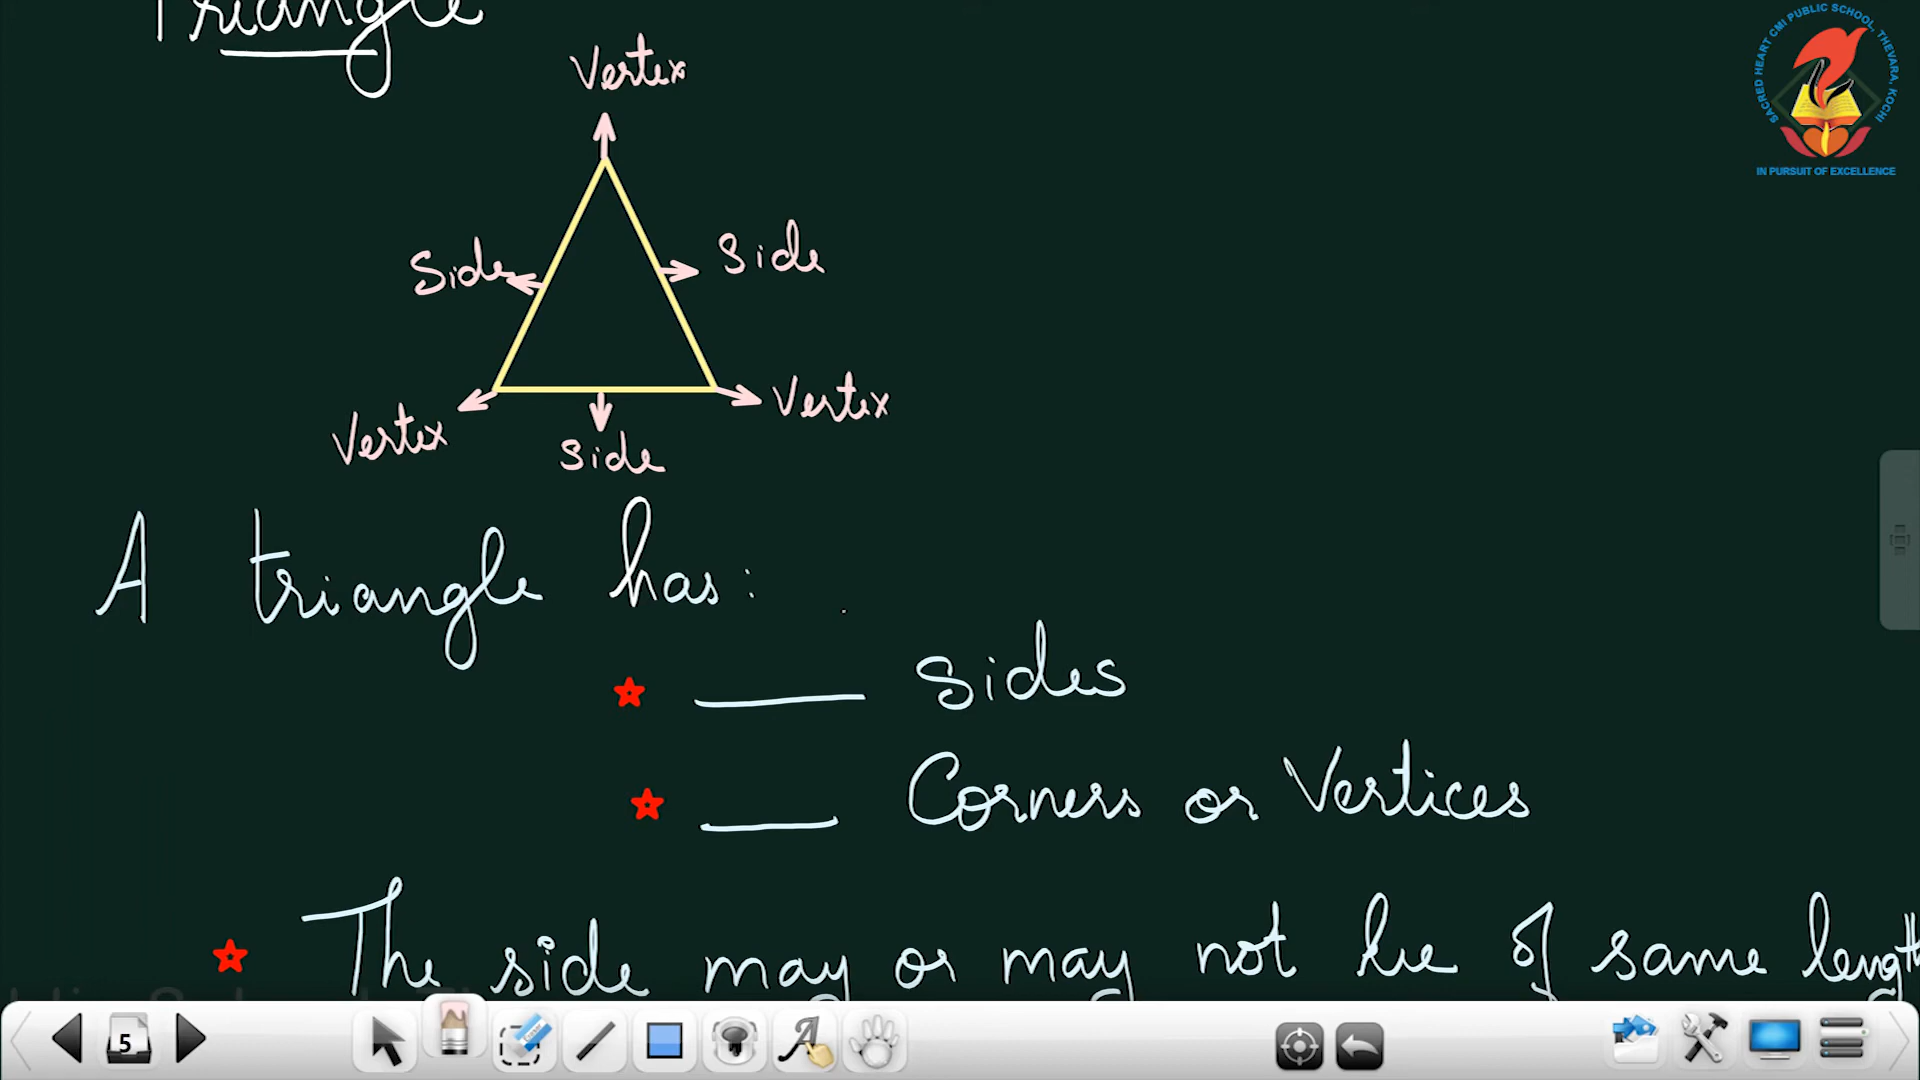 Triangle
SACRED HEART CMI PUBLIC SCHOOL, THEVARA, KOCHI
IN PURSUIT OF EXCELLENCE
Vertex
Side
Side
Vertex
Vertex
Side
A triangle has:
____ Sides
___ Corners or Vertices
The side may or may not be of same length
5